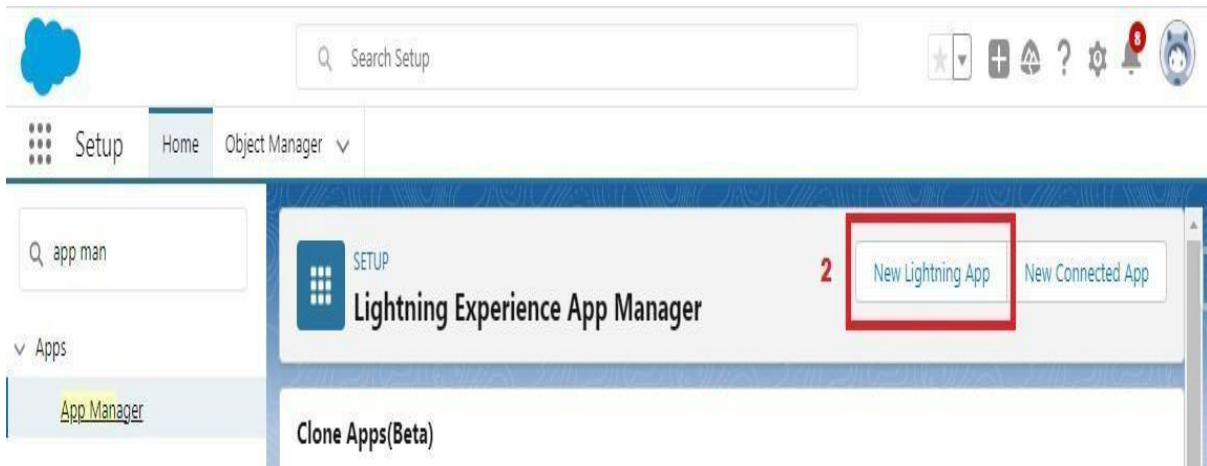 Search Setup
8
Setup Home Object Manager
app man
SETUP
Lightning Experience App Manager
2
New Lightning App
New Connected App
Apps
App Manager
Clone Apps(Beta)